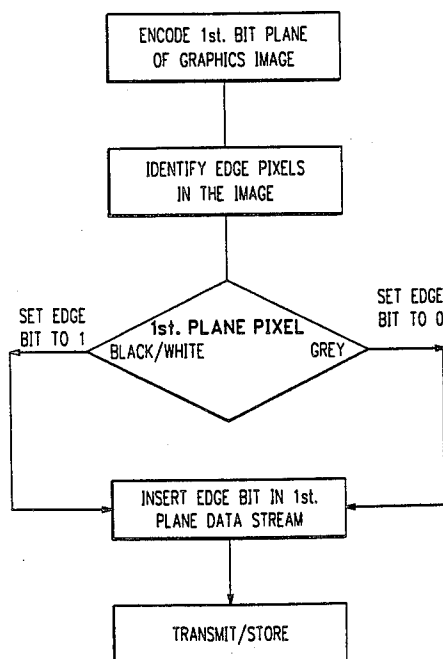 ENCODE 1st. BIT PLANE
OF GRAPHICS IMAGE
IDENTIFY EDGE PIXELS
IN THE IMAGE
SET EDGE
BIT TO 1
1st. PLANE PIXEL
BLACK/WHITE
GREY
SET EDGE
BIT TO 0
INSERT EDGE BIT IN 1st.
PLANE DATA STREAM
TRANSMIT/STORE